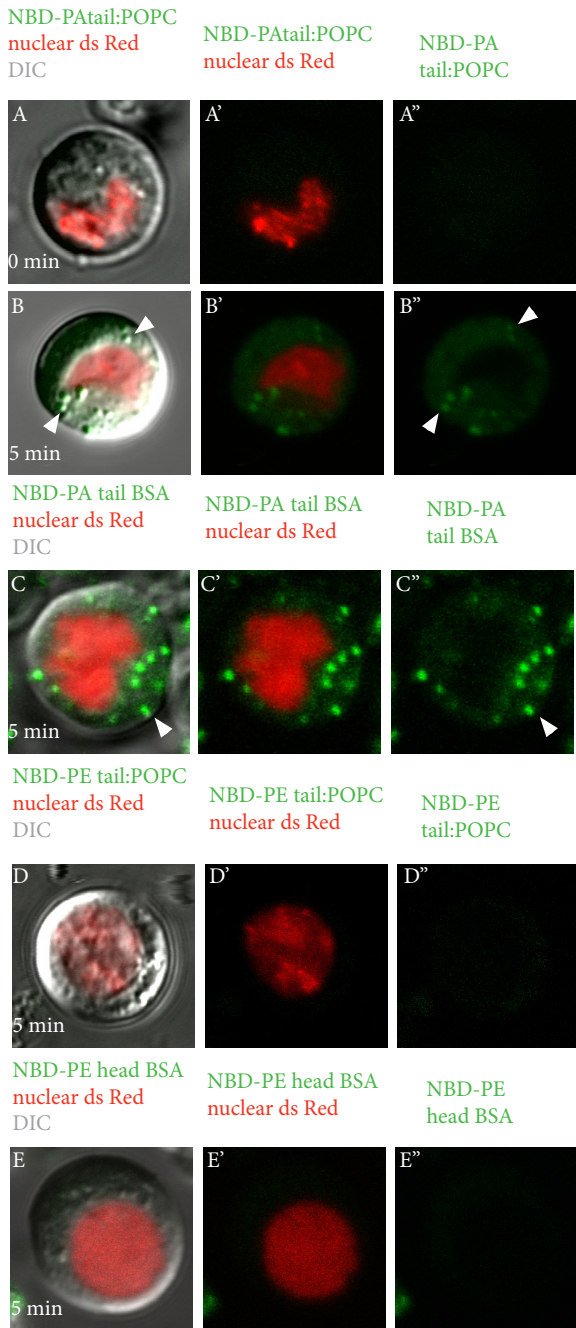 NBD-PAtail:POPC
nuclear ds Red
DIC
NBD-PAtail:POPC
nuclear ds Red
NBD-PA
tail:POPC
A
A'
A"
0 min
B
B'
B"
5 min
NBD-PA tail BSA
nuclear ds Red
DIC
NBD-PA tail BSA
nuclear ds Red
NBD-PA
tail BSA
C
C'
C"
5 min
NBD-PE tail:POPC
nuclear ds Red
DIC
NBD-PE tail:POPC
nuclear ds Red
NBD-PE
tail:POPC
D
D'
D"
5 min
NBD-PE head BSA
nuclear ds Red
DIC
NBD-PE head BSA
nuclear ds Red
NBD-PE
head BSA
E
E'
E"
5 min